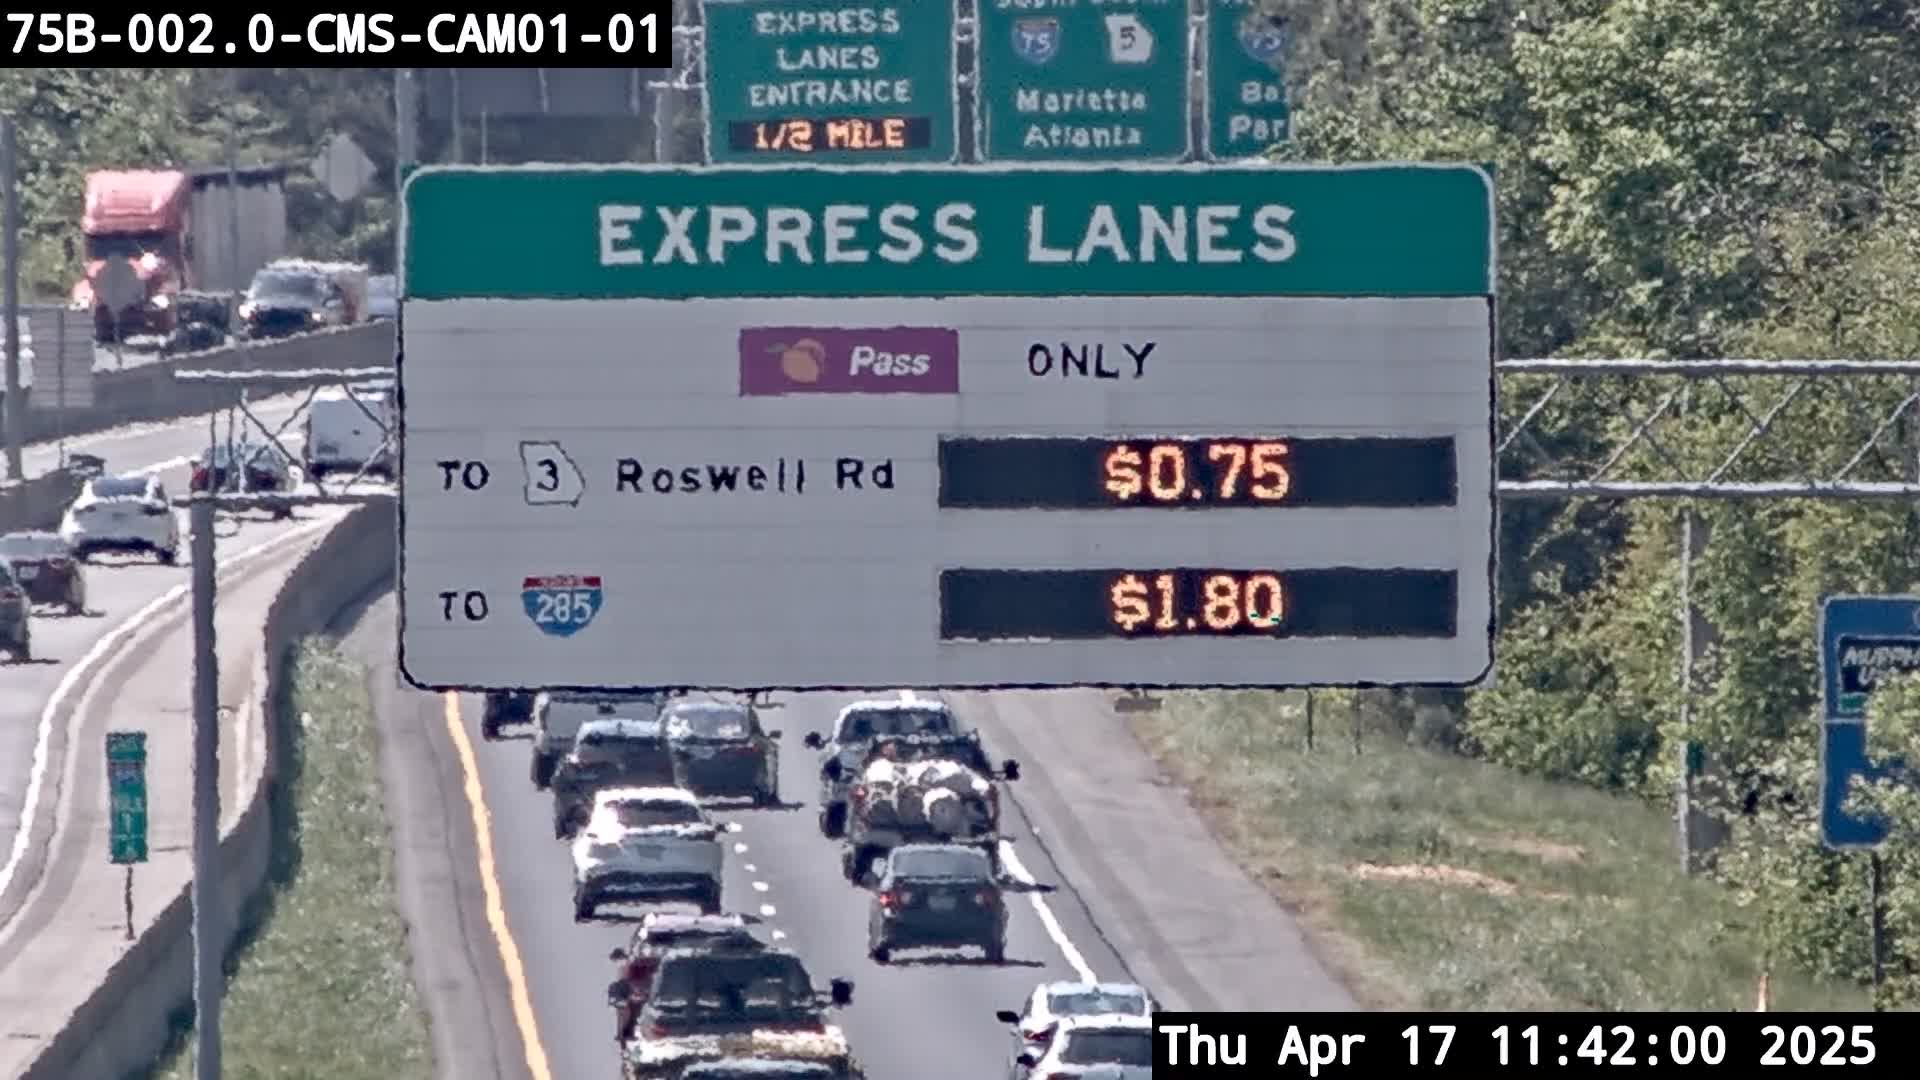 75B-002.0-CMS-CAM01-01
EXPRESS
LANES
ENTRANCE
1/2 MILE
75 5
Marietta
Atlanta
75
EXPRESS LANES
Pass ONLY
TO 3 Roswell Rd $0.75
TO 285 $1.80
Thu Apr 17 11:42:00 2025